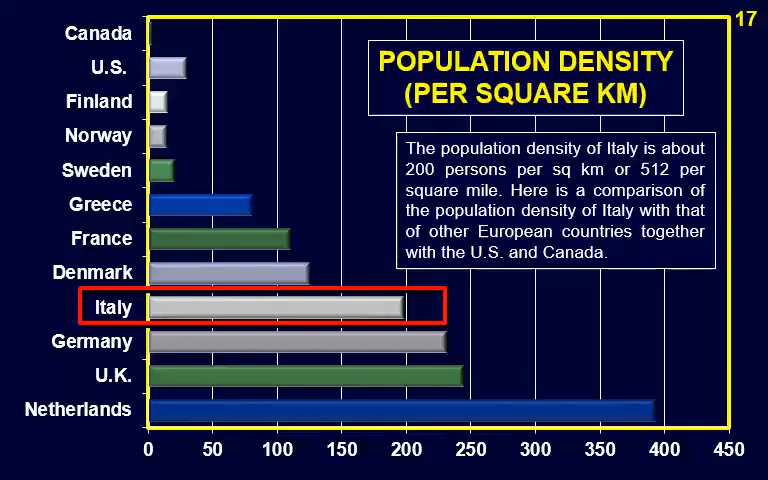 17
POPULATION DENSITY
(PER SQUARE KM)
The population density of Italy is about
200 persons per sq km or 512 per
square mile. Here is a comparison of
the population density of Italy with that
of other European countries together
with the U.S. and Canada.
Canada
U.S.
Finland
Norway
Sweden
Greece
France
Denmark
Italy
Germany
U.K.
Netherlands
0 50 100 150 200 250 300 350 400 450